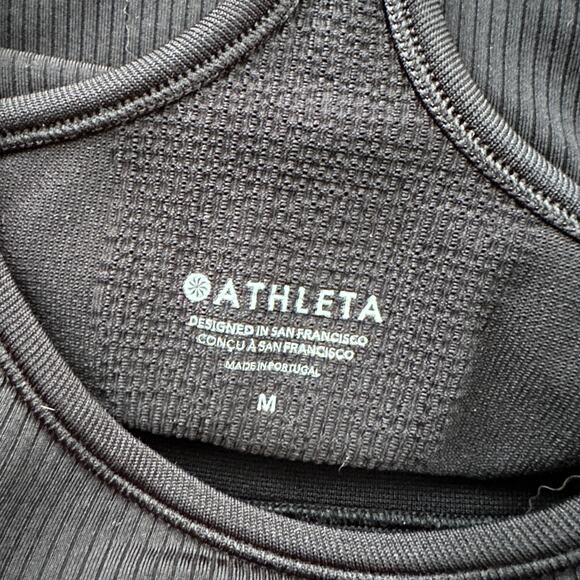 ATHLETA
DESIGNED IN SAN FRANCISCO
CONÇU À SAN FRANCISCO
MADE IN PORTUGAL
M